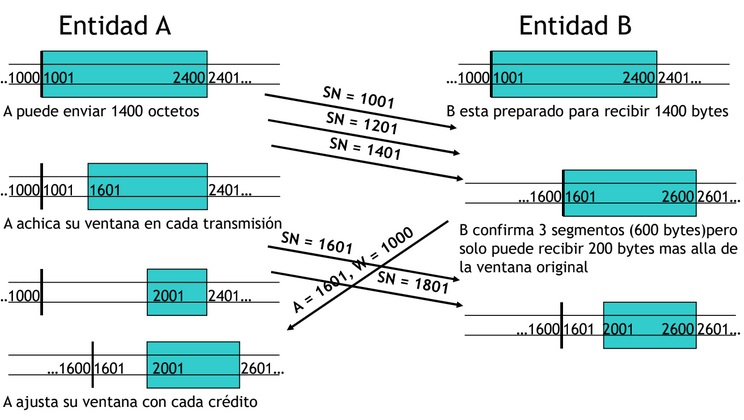 Entidad A
Entidad B
...1000 1001 2400 2401...
...1000 1001 2400 2401...
A puede enviar 1400 octetos
B esta preparado para recibir 1400 bytes
SN = 1001
SN = 1201
SN = 1401
...1000 1001 1601 2401...
...1600 1601 2600 2601...
A achica su ventana en cada transmisión
B confirma 3 segmentos (600 bytes)pero
solo puede recibir 200 bytes mas alla de
la ventana original
SN = 1601
A = 1601, W = 1000
SN = 1801
...1000 2001 2401...
...1600 1601 2001 2600 2601...
...1600 1601 2001 2601...
A ajusta su ventana con cada crédito